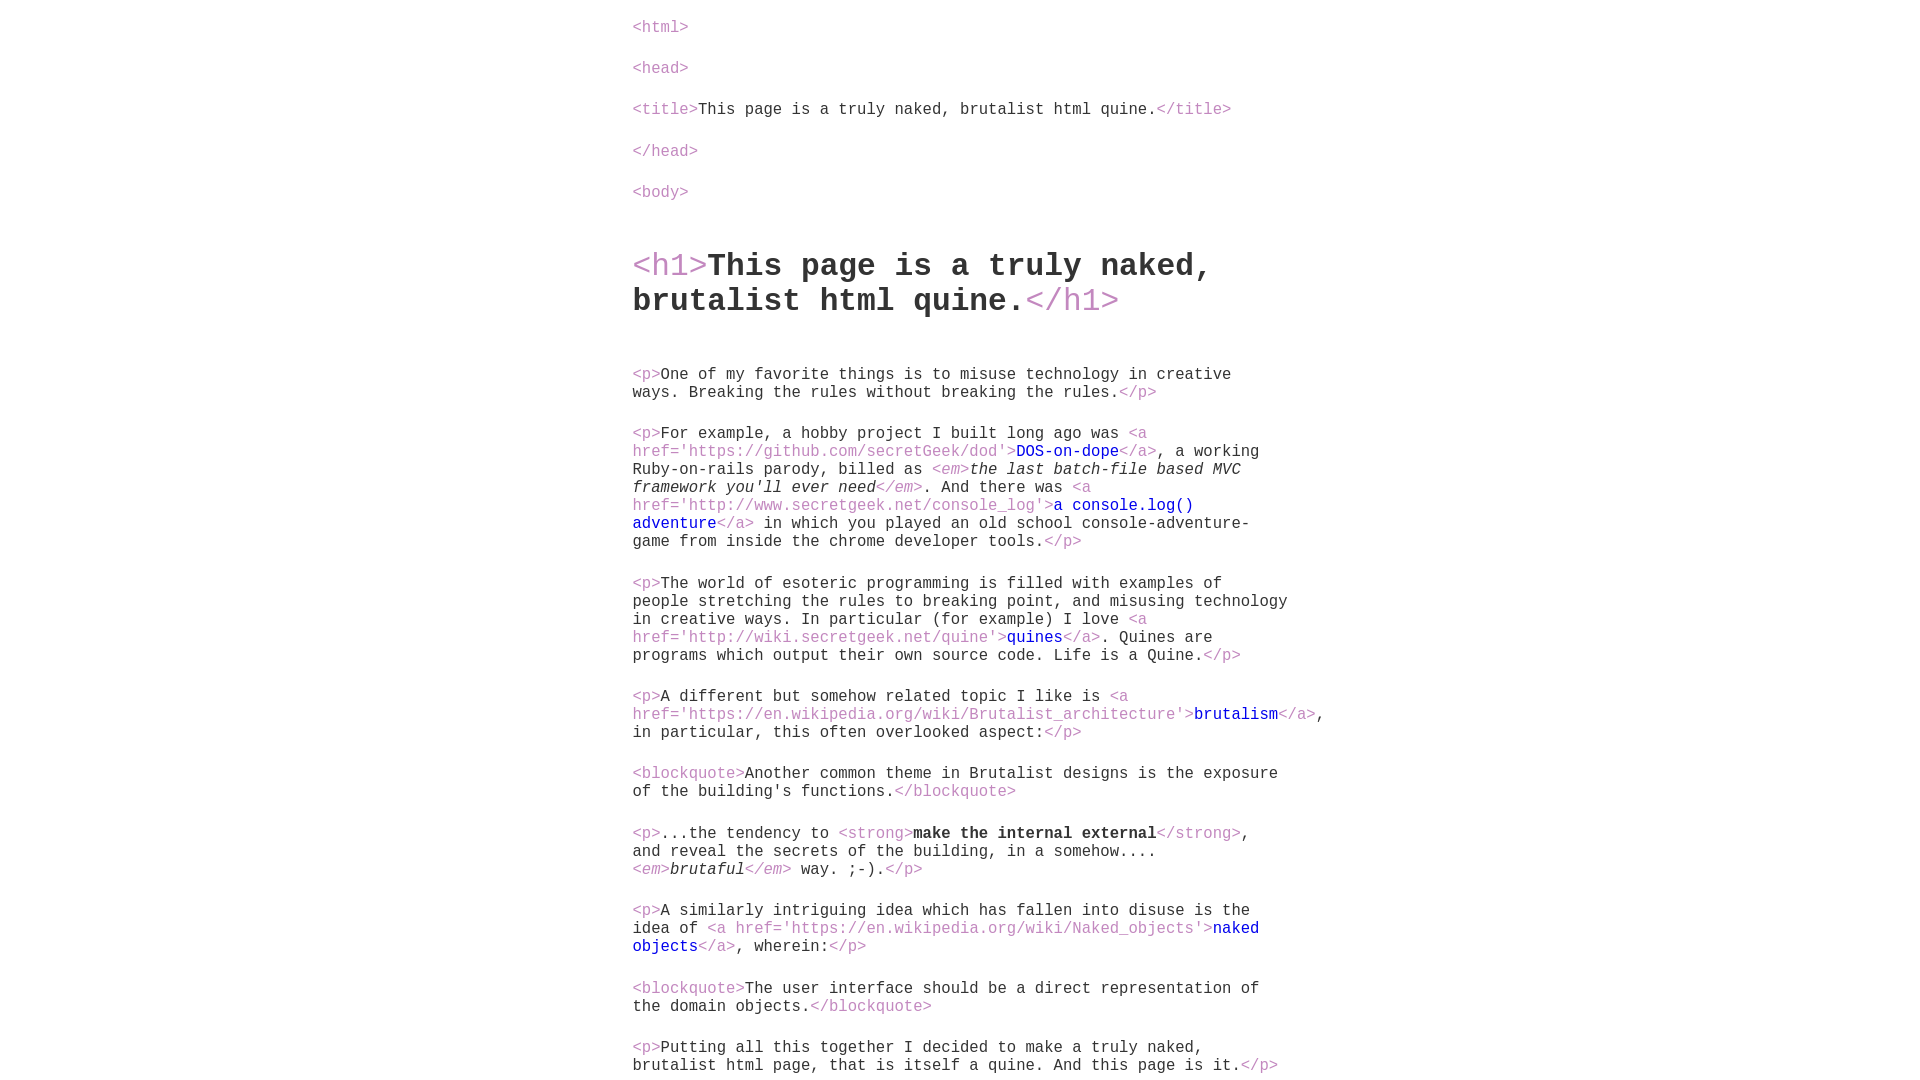 <html>
<head>
<title>This page is a truly naked, brutalist html quine.</title>
</head>
<body>
<h1>This page is a truly naked,
brutalist html quine.</h1>
<p>One of my favorite things is to misuse technology in creative
ways. Breaking the rules without breaking the rules.</p>
<p>For example, a hobby project I built long ago was <a
href='https://github.com/secretGeek/dod'>DOS-on-dope</a>, a working
Ruby-on-rails parody, billed as <em>the last batch-file based MVC
framework you'll ever need</em>. And there was <a
href='http://www.secretgeek.net/console_log'>a console.log()
adventure</a> in which you played an old school console-adventure-
game from inside the chrome developer tools.</p>
<p>The world of esoteric programming is filled with examples of
people stretching the rules to breaking point, and misusing technology
in creative ways. In particular (for example) I love <a
href='http://wiki.secretgeek.net/quine'>quines</a>. Quines are
programs which output their own source code. Life is a Quine.</p>
<p>A different but somehow related topic I like is <a
href='https://en.wikipedia.org/wiki/Brutalist_architecture'>brutalism</a>,
in particular, this often overlooked aspect:</p>
<blockquote>Another common theme in Brutalist designs is the exposure
of the building's functions.</blockquote>
<p>...the tendency to <strong>make the internal external</strong>,
and reveal the secrets of the building, in a somehow....
<em>brutaful</em> way. ;-).</p>
<p>A similarly intriguing idea which has fallen into disuse is the
idea of <a href='https://en.wikipedia.org/wiki/Naked_objects'>naked
objects</a>, wherein:</p>
<blockquote>The user interface should be a direct representation of
the domain objects.</blockquote>
<p>Putting all this together I decided to make a truly naked,
brutalist html page, that is itself a quine. And this page is it.</p>